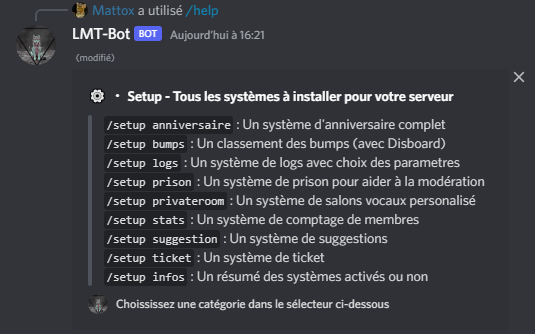 Mattox a utilisé /help
LMT-Bot BOT Aujourd'hui à 16:21
(modifié)
• Setup - Tous les systèmes à installer pour votre serveur
/setup anniversaire : Un système d'anniversaire complet
/setup bumps : Un classement des bumps (avec Disboard)
/setup logs : Un système de logs avec choix des parametres
/setup prison : Un système de prison pour aider à la modération
/setup privateroom : Un système de salons vocaux personalisé
/setup stats : Un système de comptage de membres
/setup suggestion : Un système de suggestions
/setup ticket : Un système de ticket
/setup infos : Un résumé des systèmes activés ou non
Choississez une catégorie dans le sélecteur ci-dessous